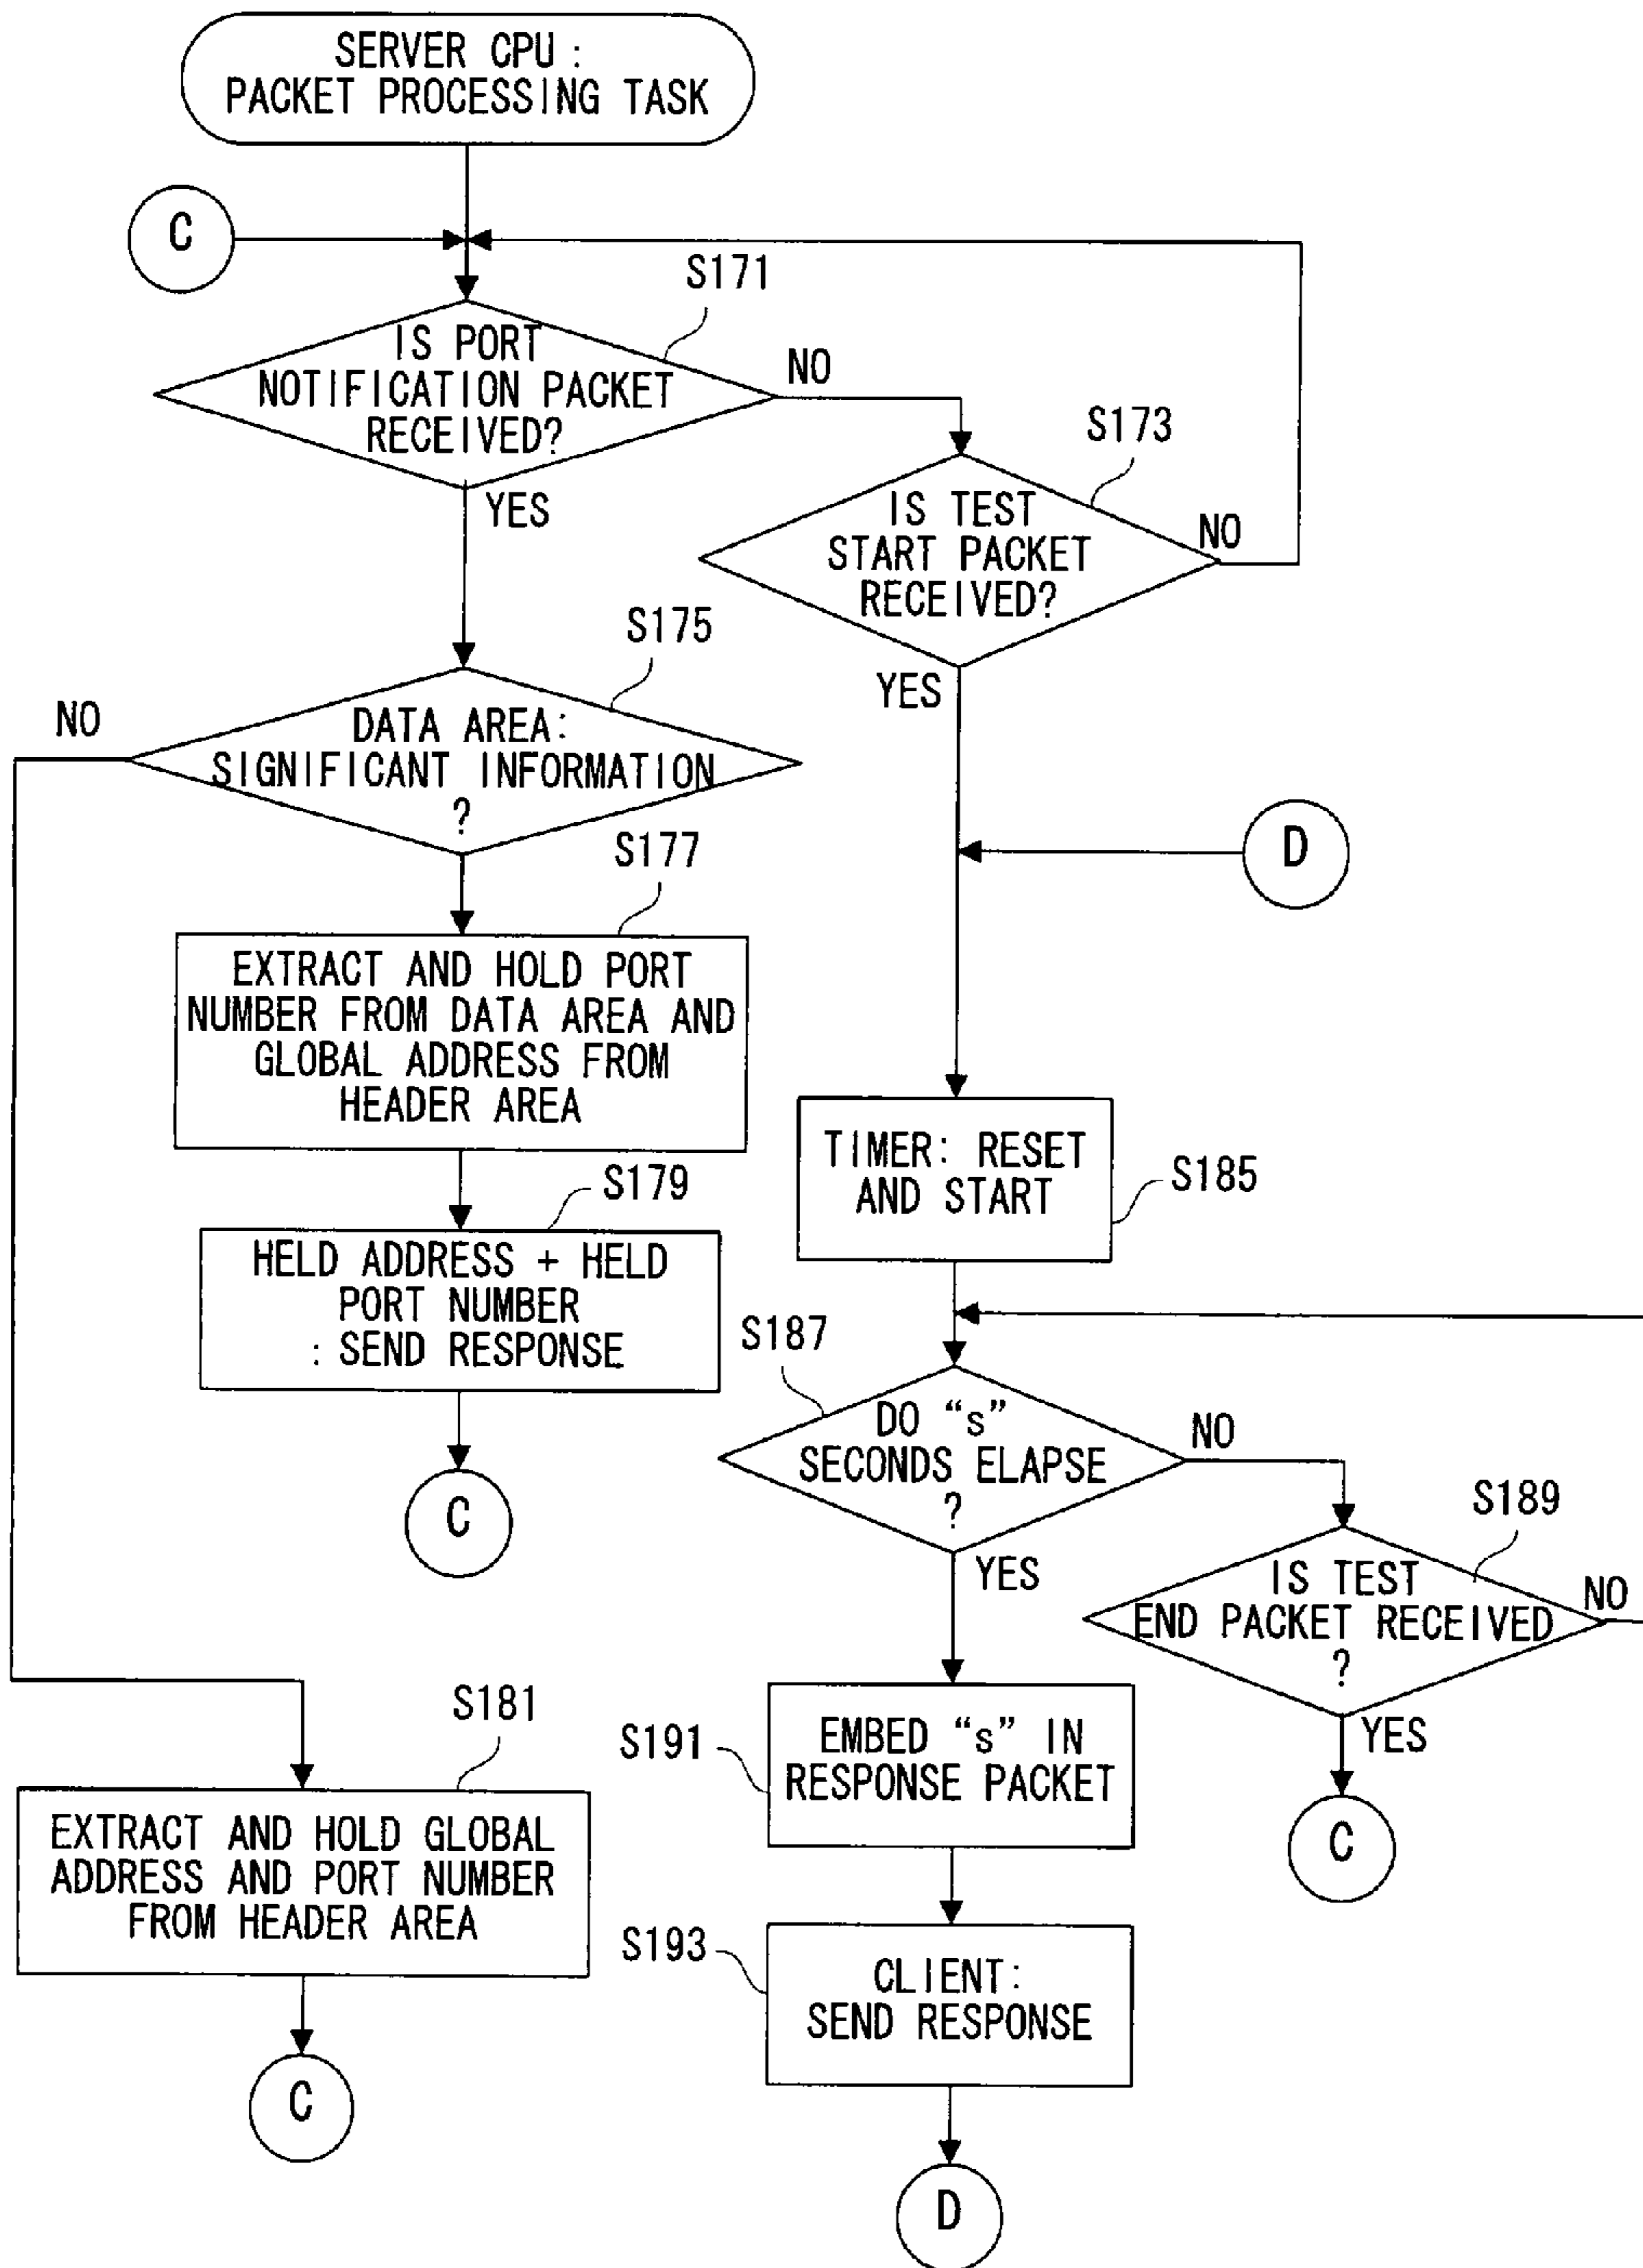 SERVER CPU :
PACKET PROCESSING TASK
C
S171
IS PORT
NOTIFICATION PACKET
RECEIVED?
NO
YES
S173
IS TEST
START PACKET
RECEIVED?
NO
YES
S175
NO
DATA AREA:
SIGNIFICANT INFORMATION
?
D
S177
EXTRACT AND HOLD PORT
NUMBER FROM DATA AREA AND
GLOBAL ADDRESS FROM
HEADER AREA
S179
HELD ADDRESS + HELD
PORT NUMBER
: SEND RESPONSE
C
S181
EXTRACT AND HOLD GLOBAL
ADDRESS AND PORT NUMBER
FROM HEADER AREA
C
TIMER: RESET
AND START
S185
S187
DO “s”
SECONDS ELAPSE
?
NO
YES
S189
IS TEST
END PACKET RECEIVED
?
NO
YES
C
S191
EMBED “s” IN
RESPONSE PACKET
S193
CLIENT:
SEND RESPONSE
D